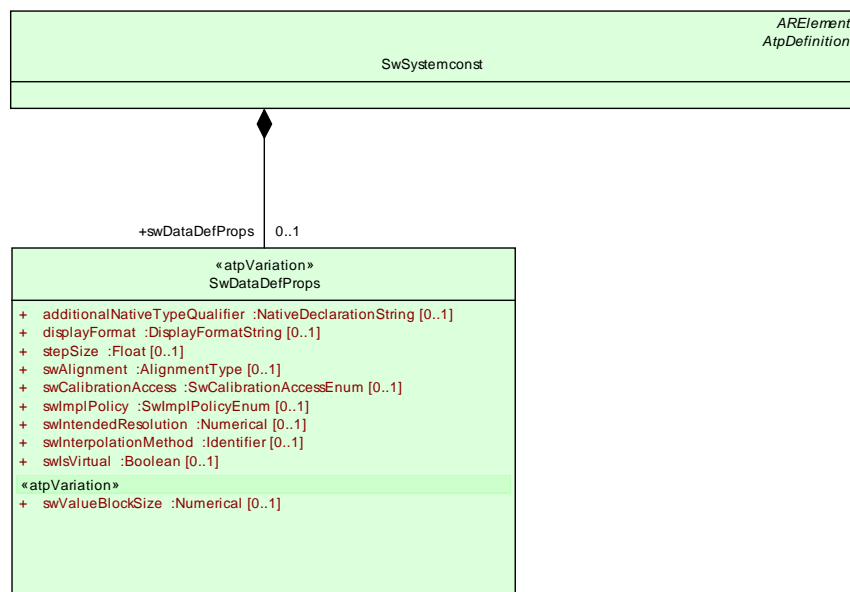 ARElement
AtpDefinition
SwSystemconst
+swDataDefProps 0..1
«atpVariation»
SwDataDefProps
+ additionalNativeTypeQualifier :NativeDeclarationString [0..1]
+ displayFormat :DisplayFormatString [0..1]
+ stepSize :Float [0..1]
+ swAlignment :AlignmentType [0..1]
+ swCalibrationAccess :SwCalibrationAccessEnum [0..1]
+ swImplPolicy :SwImplPolicyEnum [0..1]
+ swIntendedResolution :Numerical [0..1]
+ swInterpolationMethod :Identifier [0..1]
+ swIsVirtual :Boolean [0..1]
«atpVariation»
+ swValueBlockSize :Numerical [0..1]